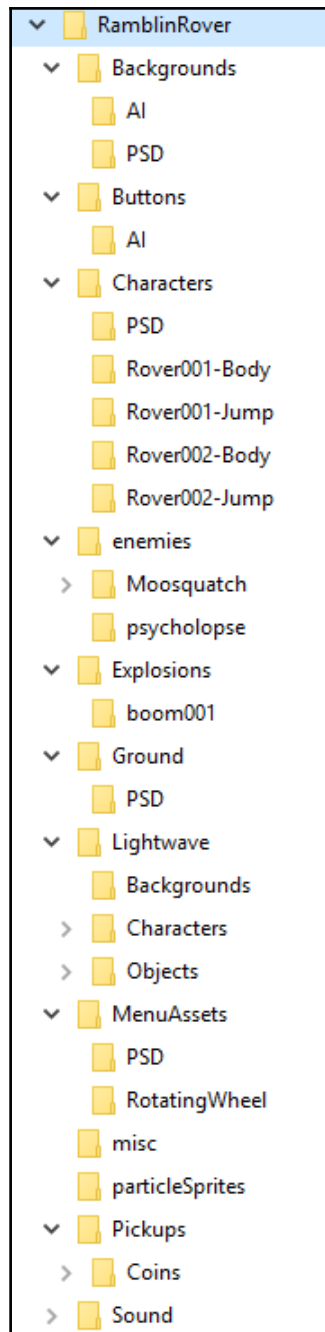 RamblinRover
Backgrounds
AI
PSD
Buttons
AI
Characters
PSD
Rover001-Body
Rover001-Jump
Rover002-Body
Rover002-Jump
enemies
Moosquatch
psycholopse
Explosions
boom001
Ground
PSD
Lightwave
Backgrounds
Characters
Objects
MenuAssets
PSD
RotatingWheel
misc
particleSprites
Pickups
Coins
Sound